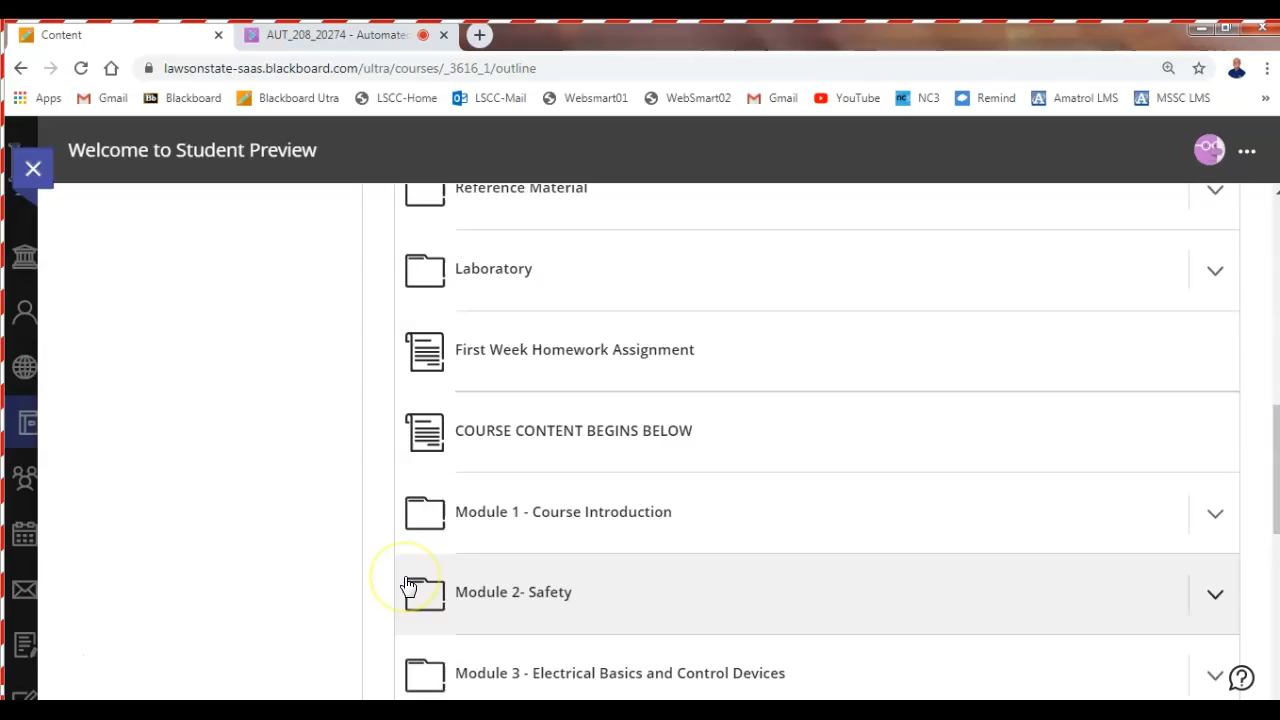 Content
AUT_208_20274 - Automate
lawsonstate-saas.blackboard.com/ultra/courses/_3616_1/outline
Apps
Gmail
Bb Blackboard
Blackboard Utra
LSCC-Home
LSCC-Mail
Websmart01
WebSmart02
Gmail
YouTube
nc NC3
Remind
Amatrol LMS
MSSC LMS
»
Welcome to Student Preview
Reference Material
Laboratory
First Week Homework Assignment
COURSE CONTENT BEGINS BELOW
Module 1 - Course Introduction
Module 2- Safety
Module 3 - Electrical Basics and Control Devices